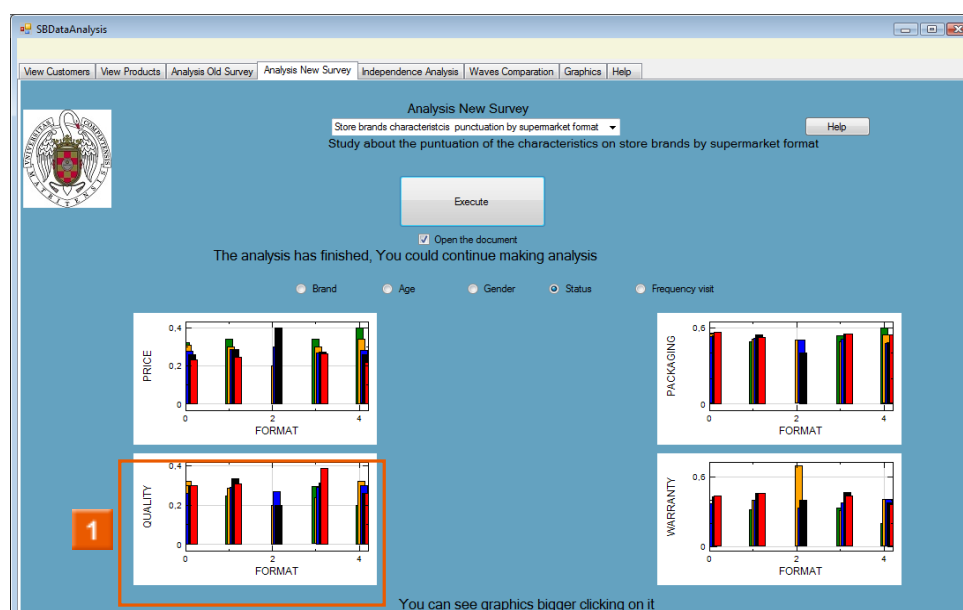 SBDataAnalysis
View Customers View Products Analysis Old Survey Analysis New Survey Independence Analysis Waves Comparation Graphics Help
Analysis New Survey
Store brands characteristcis punctuation by supermarket format
Help
Study about the puntuation of the characteristics on store brands by supermarket format
UNIVERSITAS COMPLUTENSIS MATRITENSIS
Execute
Open the document
The analysis has finished, You could continue making analysis
Brand Age Gender Status Frequency visit
PRICE
0,4
0,2
0
0 2 4
FORMAT
PACKAGING
0,6
0
0 2 4
FORMAT
1
QUALITY
0,4
0,2
0
0 2 4
FORMAT
WARRANTY
0,6
0
0 2 4
FORMAT
You can see graphics bigger clicking on it